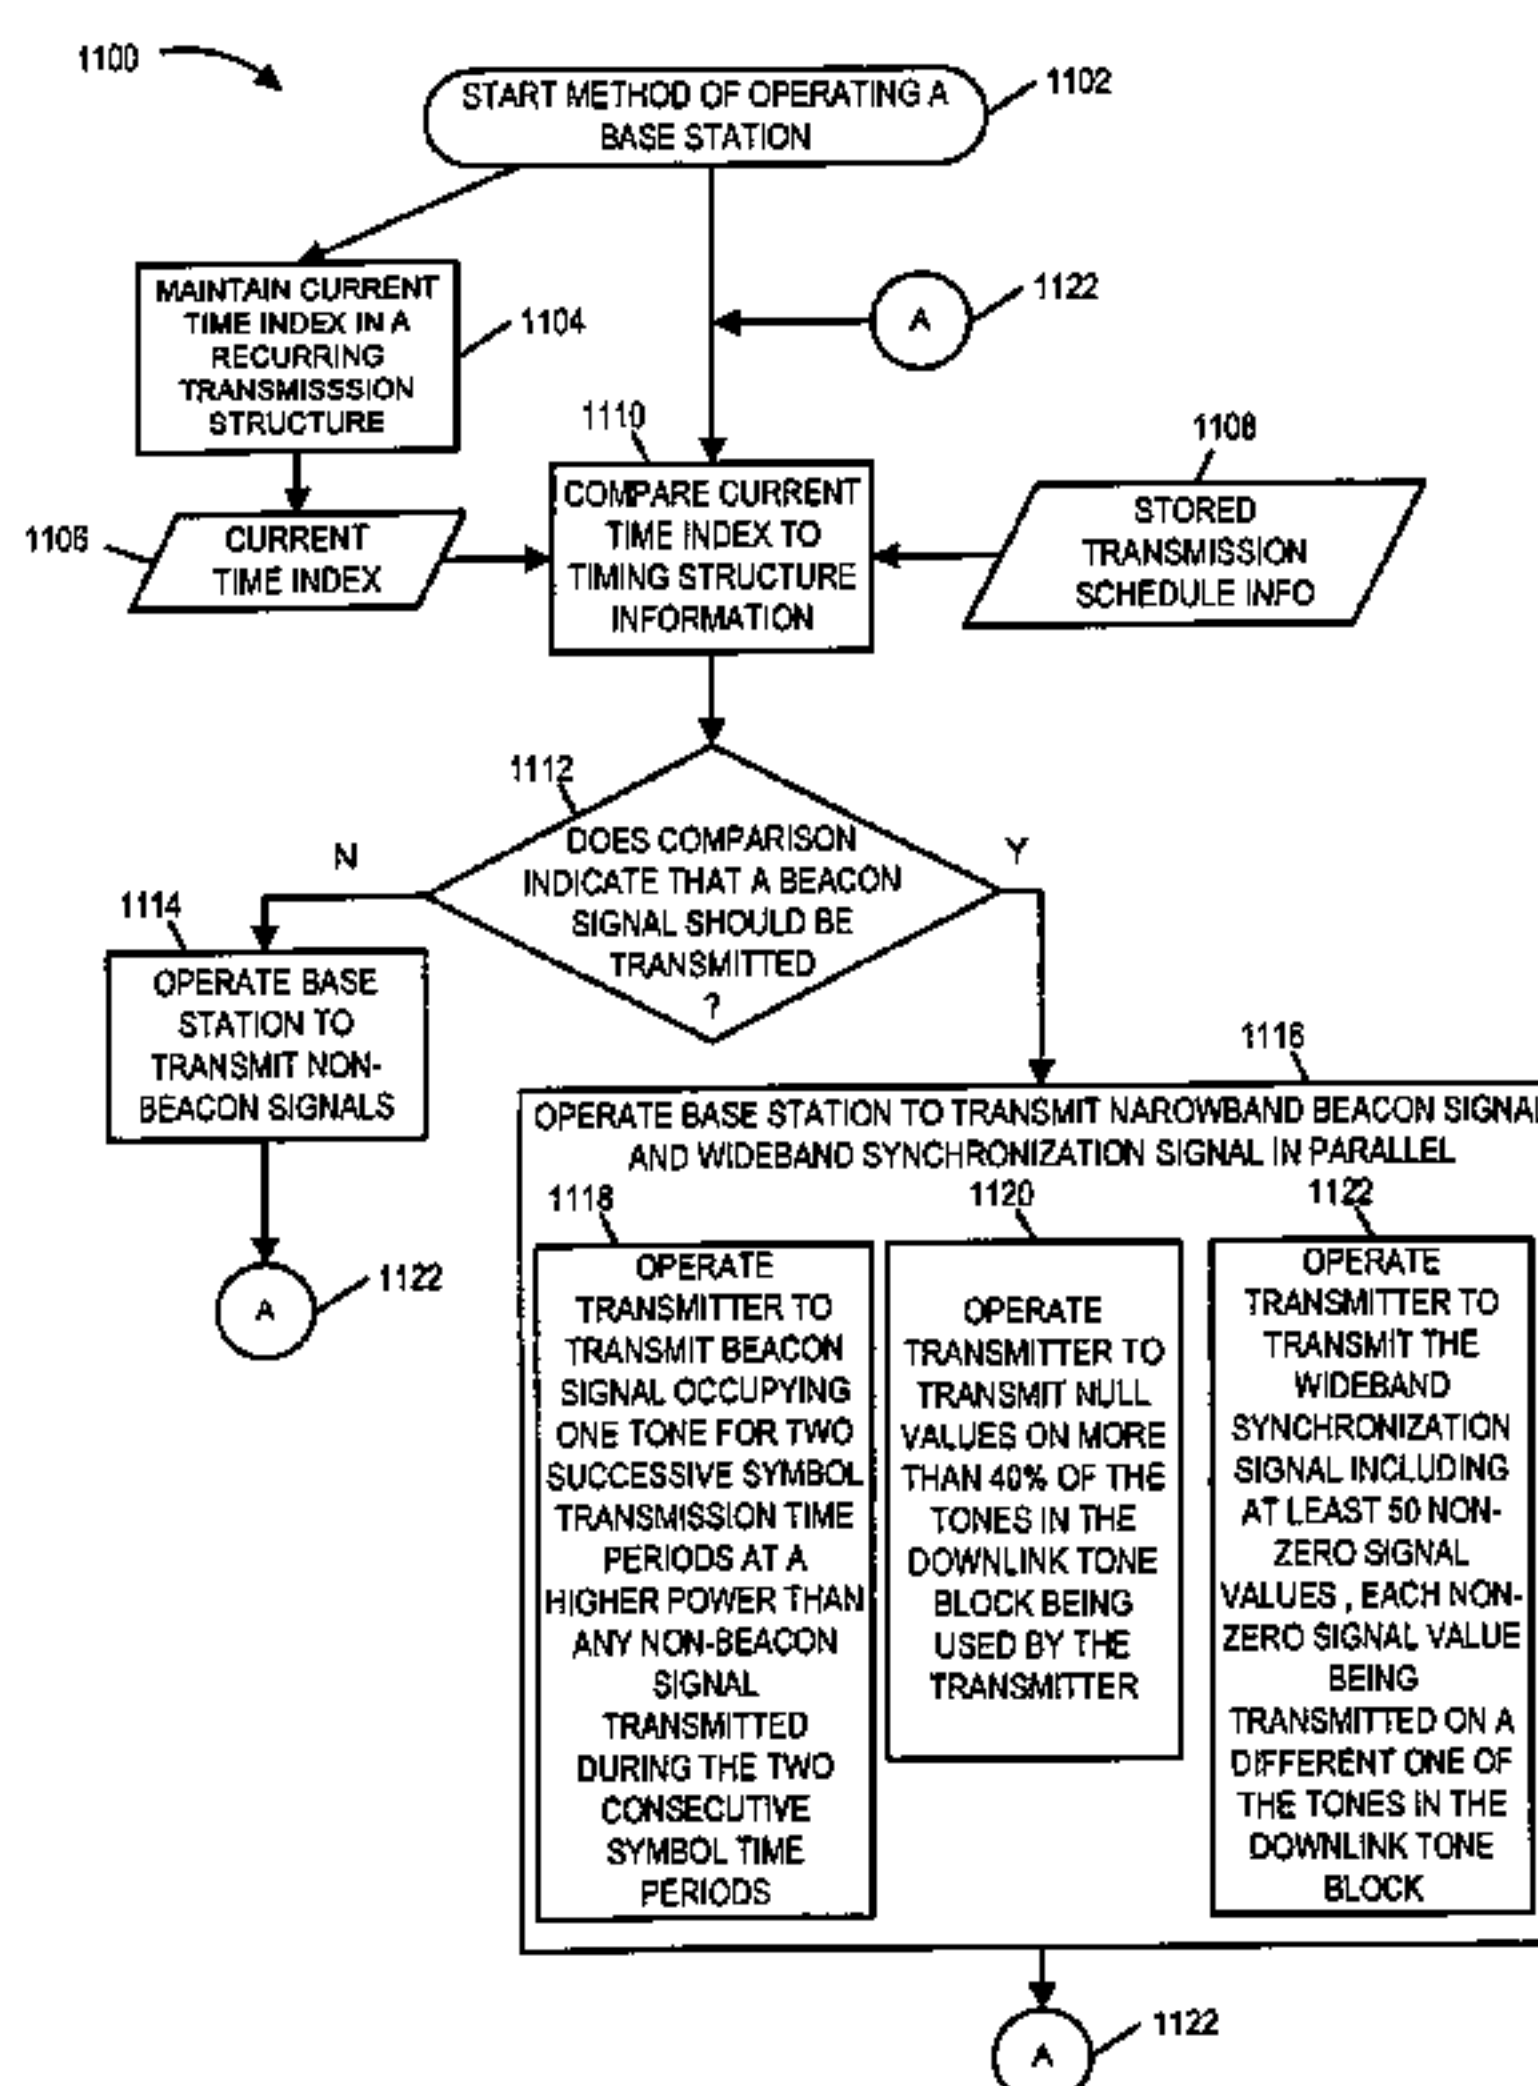 1100
START METHOD OF OPERATING A
BASE STATION
1102
MAINTAIN CURRENT
TIME INDEX IN A
RECURRING
TRANSMISSSION
STRUCTURE
1104
A
1122
1110
1108
1106
CURRENT
TIME INDEX
COMPARE CURRENT
TIME INDEX TO
TIMING STRUCTURE
INFORMATION
STORED
TRANSMISSION
SCHEDULE INFO
1112
N
DOES COMPARISON
INDICATE THAT A BEACON
SIGNAL SHOULD BE
TRANSMITTED
?
Y
1114
OPERATE BASE
STATION TO
TRANSMIT NON-
BEACON SIGNALS
A
1122
1116
OPERATE BASE STATION TO TRANSMIT NAROWBAND BEACON SIGNAL
AND WIDEBAND SYNCHRONIZATION SIGNAL IN PARALLEL
1118
OPERATE
TRANSMITTER TO
TRANSMIT BEACON
SIGNAL OCCUPYING
ONE TONE FOR TWO
SUCCESSIVE SYMBOL
TRANSMISSION TIME
PERIODS AT A
HIGHER POWER THAN
ANY NON-BEACON
SIGNAL
TRANSMITTED
DURING THE TWO
CONSECUTIVE
SYMBOL TIME
PERIODS
1120
OPERATE
TRANSMITTER TO
TRANSMIT NULL
VALUES ON MORE
THAN 40% OF THE
TONES IN THE
DOWNLINK TONE
BLOCK BEING
USED BY THE
TRANSMITTER
1122
OPERATE
TRANSMITTER TO
TRANSMIT THE
WIDEBAND
SYNCHRONIZATION
SIGNAL INCLUDING
AT LEAST 50 NON-
ZERO SIGNAL
VALUES , EACH NON-
ZERO SIGNAL VALUE
BEING
TRANSMITTED ON A
DIFFERENT ONE OF
THE TONES IN THE
DOWNLINK TONE
BLOCK
A
1122